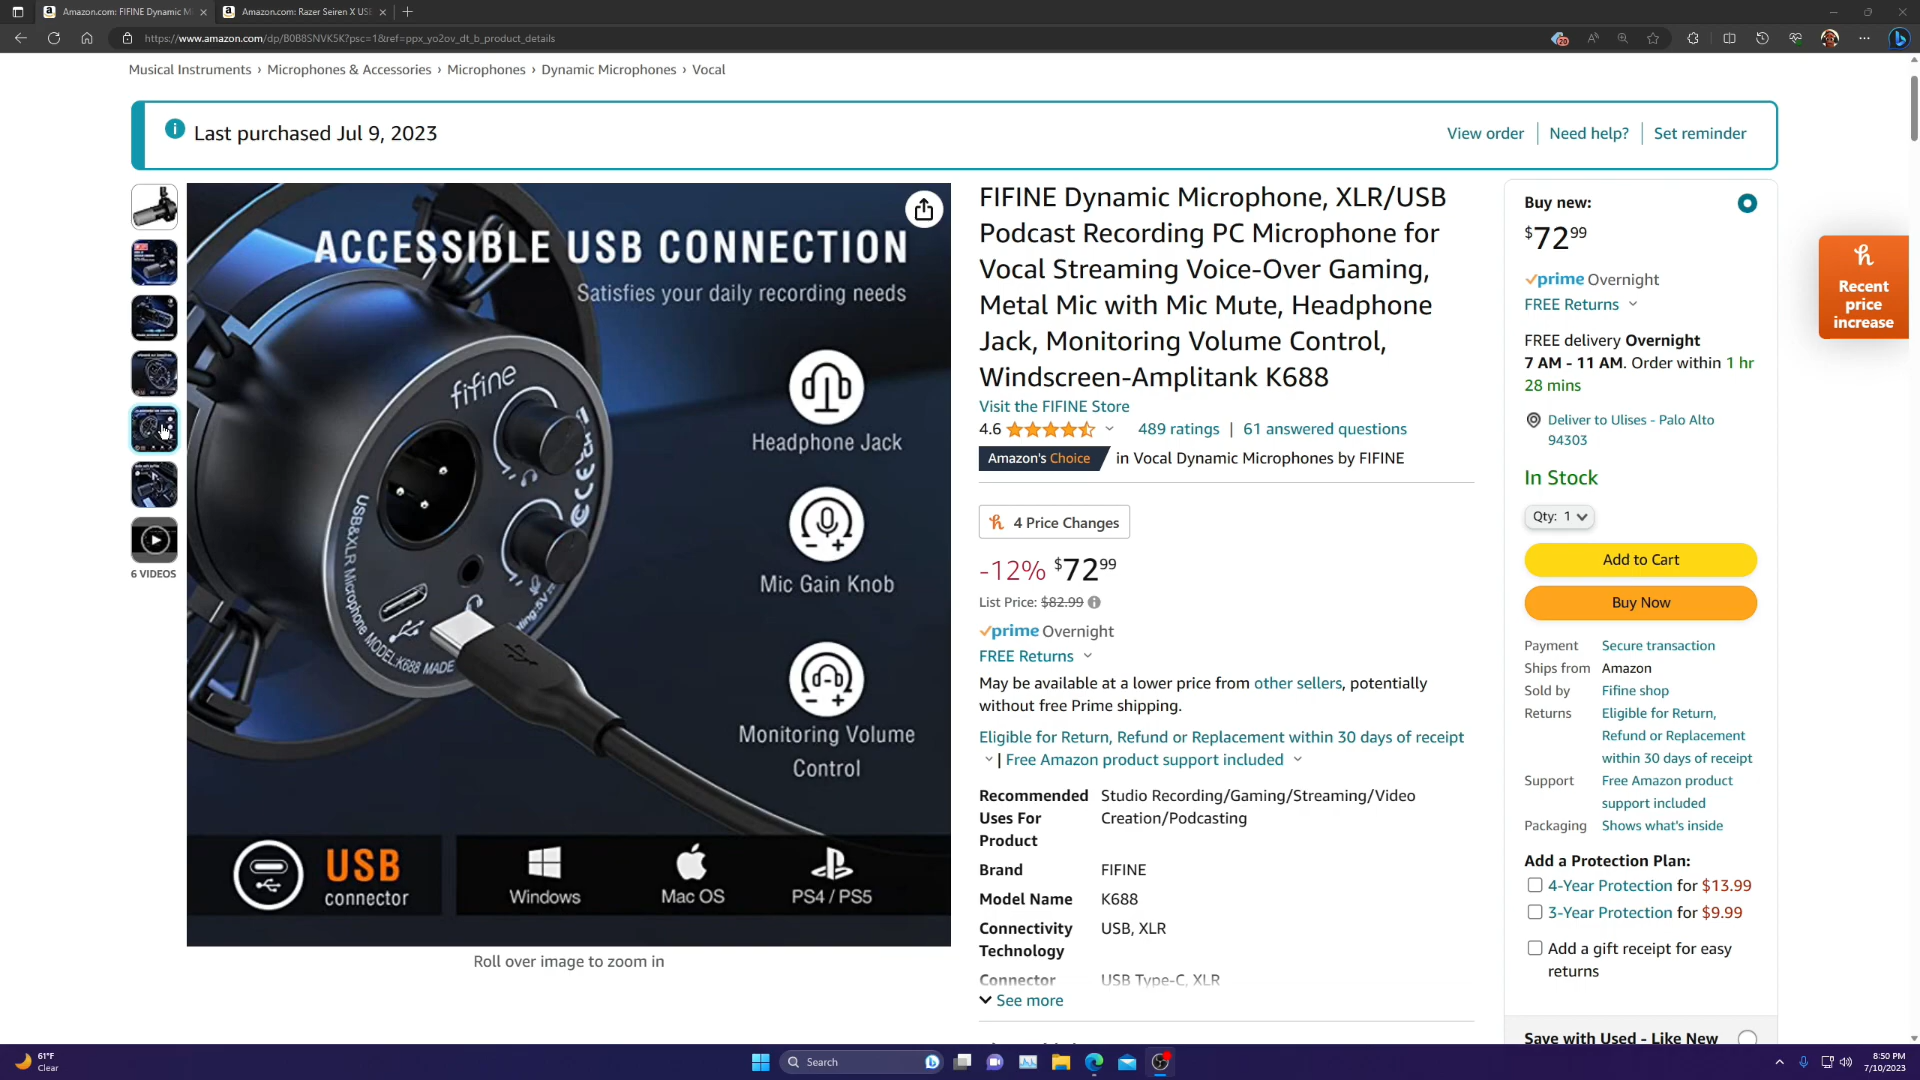 Amazon.com: FIFINE Dynamic Mi
Amazon.com: Razer Seiren X USB
https://www.amazon.com/dp/B0B8SNVK5K?psc=1&ref=ppx_yo2ov_dt_b_product_details
20
Musical Instruments › Microphones & Accessories › Microphones › Dynamic Microphones › Vocal
Last purchased Jul 9, 2023
View order
Need help?
Set reminder
6 VIDEOS
ACCESSIBLE USB CONNECTION
Satisfies your daily recording needs
fifine
USB&XLR Microphone MODEL:K688 MADE
Headphone Jack
Mic Gain Knob
Monitoring Volume
Control
USB
connector
Windows
Mac OS
PS4 / PS5
Roll over image to zoom in
FIFINE Dynamic Microphone, XLR/USB
Podcast Recording PC Microphone for
Vocal Streaming Voice-Over Gaming,
Metal Mic with Mic Mute, Headphone
Jack, Monitoring Volume Control,
Windscreen-Amplitank K688
Visit the FIFINE Store
4.6
489 ratings | 61 answered questions
Amazon's Choice in Vocal Dynamic Microphones by FIFINE
4 Price Changes
-12% $72 99
List Price: $82.99
prime Overnight
FREE Returns
May be available at a lower price from other sellers, potentially
without free Prime shipping.
Eligible for Return, Refund or Replacement within 30 days of receipt
| Free Amazon product support included
Recommended Studio Recording/Gaming/Streaming/Video
Uses For Creation/Podcasting
Product
Brand FIFINE
Model Name K688
Connectivity USB, XLR
Technology
Connector USB Type-C, XLR
See more
Buy new:
$72 99
prime Overnight
FREE Returns
FREE delivery Overnight
7 AM - 11 AM. Order within 1 hr
28 mins
Deliver to Ulises - Palo Alto
94303
In Stock
Qty: 1
Add to Cart
Buy Now
Payment Secure transaction
Ships from Amazon
Sold by Fifine shop
Returns Eligible for Return,
Refund or Replacement
within 30 days of receipt
Support Free Amazon product
support included
Packaging Shows what's inside
Add a Protection Plan:
4-Year Protection for $13.99
3-Year Protection for $9.99
Add a gift receipt for easy
returns
Save with Used - Like New
Recent
price
increase
61°F
Clear
Search
8:50 PM
7/10/2023